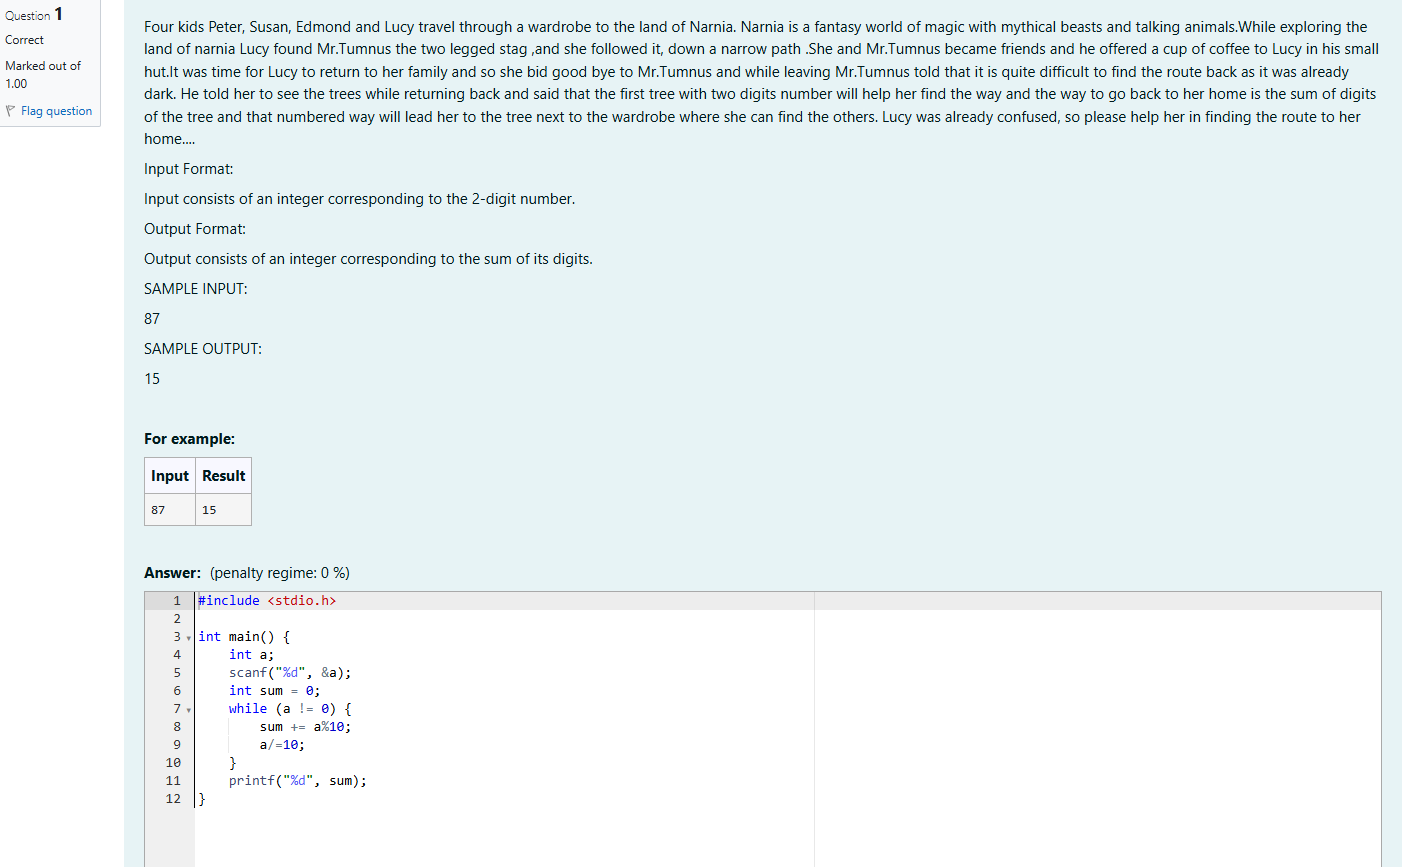 Question 1
Correct
Marked out of
1.00
Flag question
Four kids Peter, Susan, Edmond and Lucy travel through a wardrobe to the land of Narnia. Narnia is a fantasy world of magic with mythical beasts and talking animals.While exploring the
land of narnia Lucy found Mr.Tumnus the two legged stag ,and she followed it, down a narrow path .She and Mr.Tumnus became friends and he offered a cup of coffee to Lucy in his small
hut.It was time for Lucy to return to her family and so she bid good bye to Mr.Tumnus and while leaving Mr.Tumnus told that it is quite difficult to find the route back as it was already
dark. He told her to see the trees while returning back and said that the first tree with two digits number will help her find the way and the way to go back to her home is the sum of digits
of the tree and that numbered way will lead her to the tree next to the wardrobe where she can find the others. Lucy was already confused, so please help her in finding the route to her
home....
Input Format:
Input consists of an integer corresponding to the 2-digit number.
Output Format:
Output consists of an integer corresponding to the sum of its digits.
SAMPLE INPUT:
87
SAMPLE OUTPUT:
15
For example:
Input Result
87 15
Answer: (penalty regime: 0 %)
1 #include <stdio.h>
2
3 int main() {
4     int a;
5     scanf("%d", &a);
6     int sum = 0;
7     while (a != 0) {
8         sum += a%10;
9         a/=10;
10     }
11     printf("%d", sum);
12 }